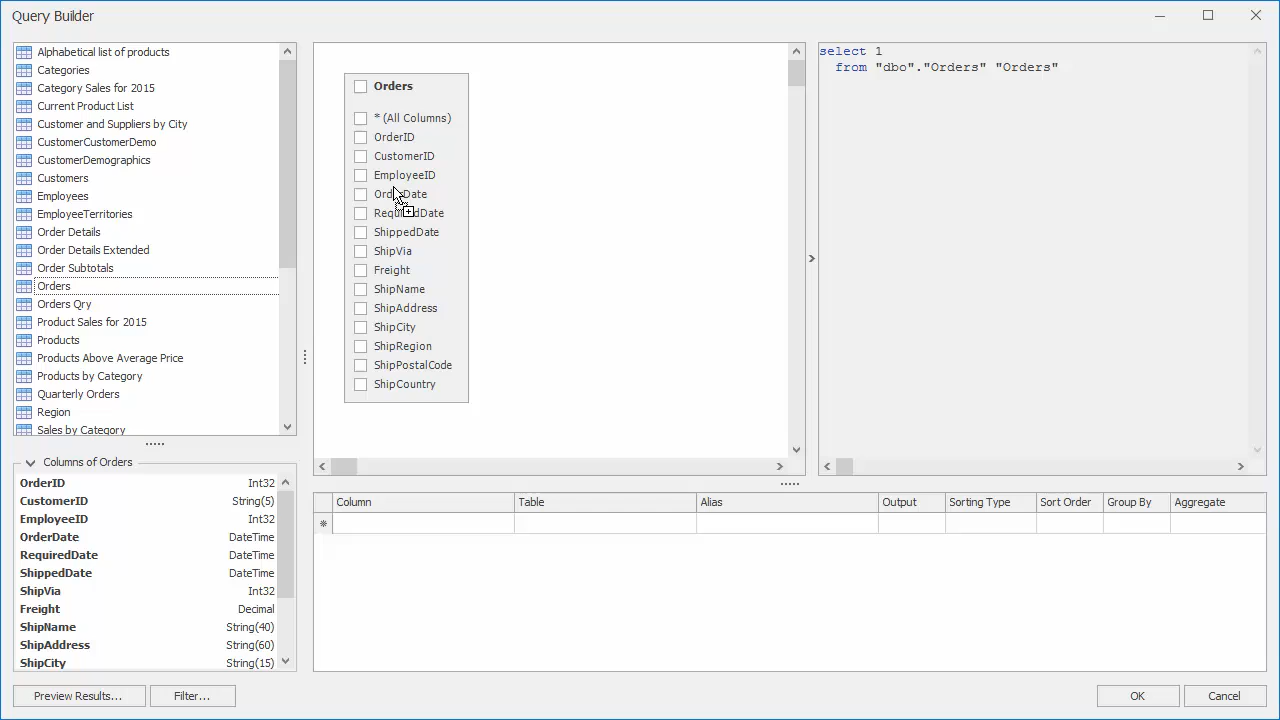 Query Builder
Alphabetical list of products
Categories
Category Sales for 2015
Current Product List
Customer and Suppliers by City
CustomerCustomerDemo
CustomerDemographics
Customers
Employees
EmployeeTerritories
Order Details
Order Details Extended
Order Subtotals
Orders
Orders Qry
Product Sales for 2015
Products
Products Above Average Price
Products by Category
Quarterly Orders
Region
Sales by Category
Columns of Orders
OrderID Int32
CustomerID String(5)
EmployeeID Int32
OrderDate DateTime
RequiredDate DateTime
ShippedDate DateTime
ShipVia Int32
Freight Decimal
ShipName String(40)
ShipAddress String(60)
ShipCity String(15)
Orders
* (All Columns)
OrderID
CustomerID
EmployeeID
OrderDate
RequiredDate
ShippedDate
ShipVia
Freight
ShipName
ShipAddress
ShipCity
ShipRegion
ShipPostalCode
ShipCountry
select 1
from "dbo"."Orders" "Orders"
Column Table Alias Output Sorting Type Sort Order Group By Aggregate
Preview Results... Filter... OK Cancel